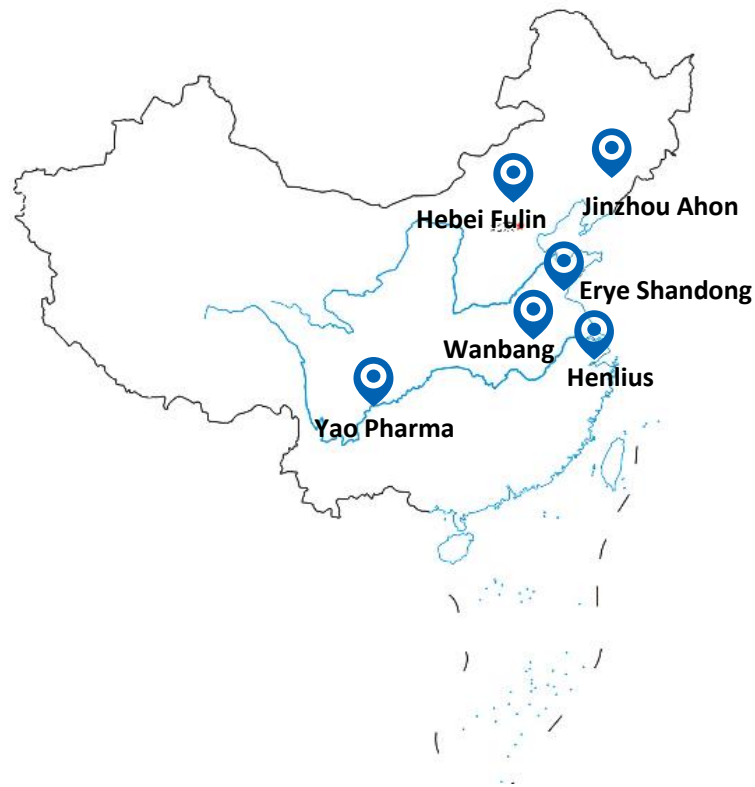 Jinzhou Ahon
Hebei Fulin
Erye Shandong
Wanbang
Henlius
Yao Pharma